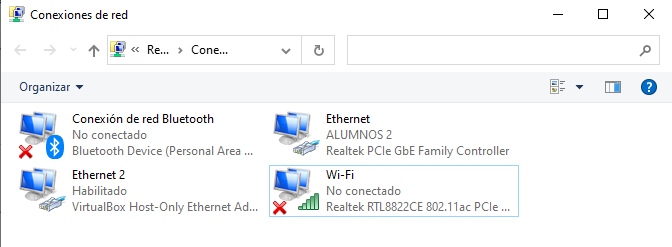 Conexiones de red
« Re... > Cone...
Organizar
Conexión de red Bluetooth
No conectado
Bluetooth Device (Personal Area ...
Ethernet
ALUMNOS 2
Realtek PCIe GbE Family Controller
Ethernet 2
Habilitado
VirtualBox Host-Only Ethernet Ad...
Wi-Fi
No conectado
Realtek RTL8822CE 802.11ac PCIe ...